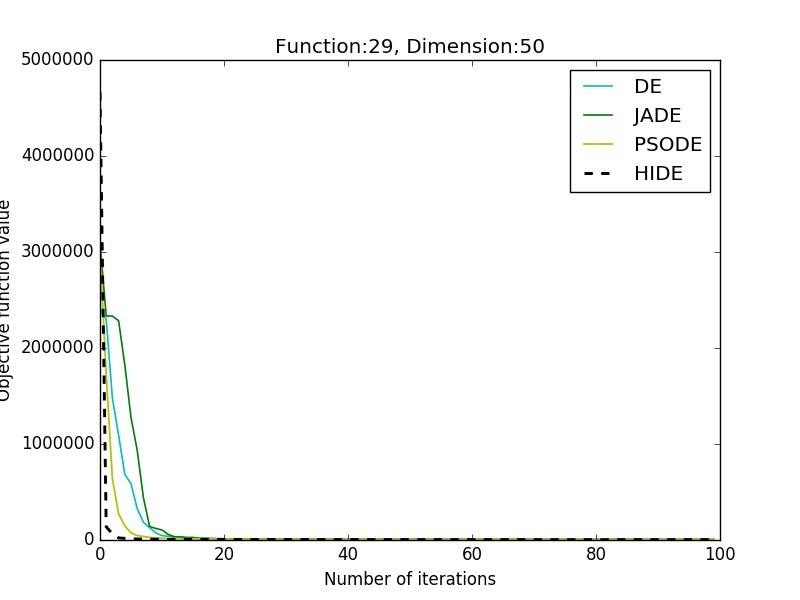 Function:29, Dimension:50
5000000
4000000
3000000
2000000
1000000
0
Objective function value
DE
JADE
PSODE
HIDE
0 20 40 60 80 100
Number of iterations